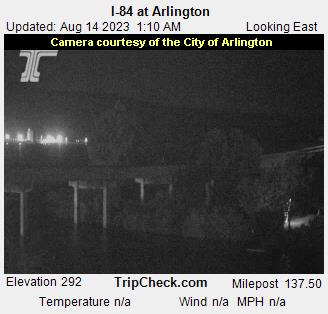 I-84 at Arlington
Updated: Aug 14 2023 1:10 AM Looking East
Camera courtesy of the City of Arlington
Elevation 292 TripCheck.com Milepost 137.50
Temperature n/a Wind n/a MPH n/a